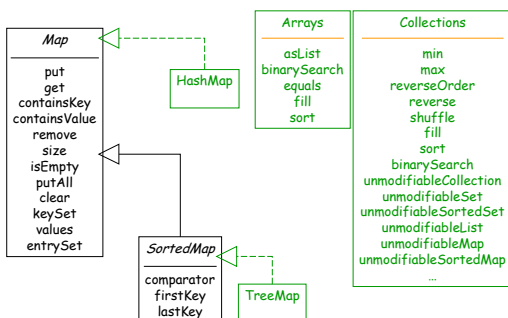 Map
put
get
containsKey
containsValue
remove
size
isEmpty
putAll
clear
keySet
values
entrySet
HashMap
SortedMap
comparator
firstKey
lastKey
TreeMap
Arrays
asList
binarySearch
equals
fill
sort
Collections
min
max
reverseOrder
reverse
shuffle
fill
sort
binarySearch
unmodifiableCollection
unmodifiableSet
unmodifiableSortedSet
unmodifiableList
unmodifiableMap
unmodifiableSortedMap
...